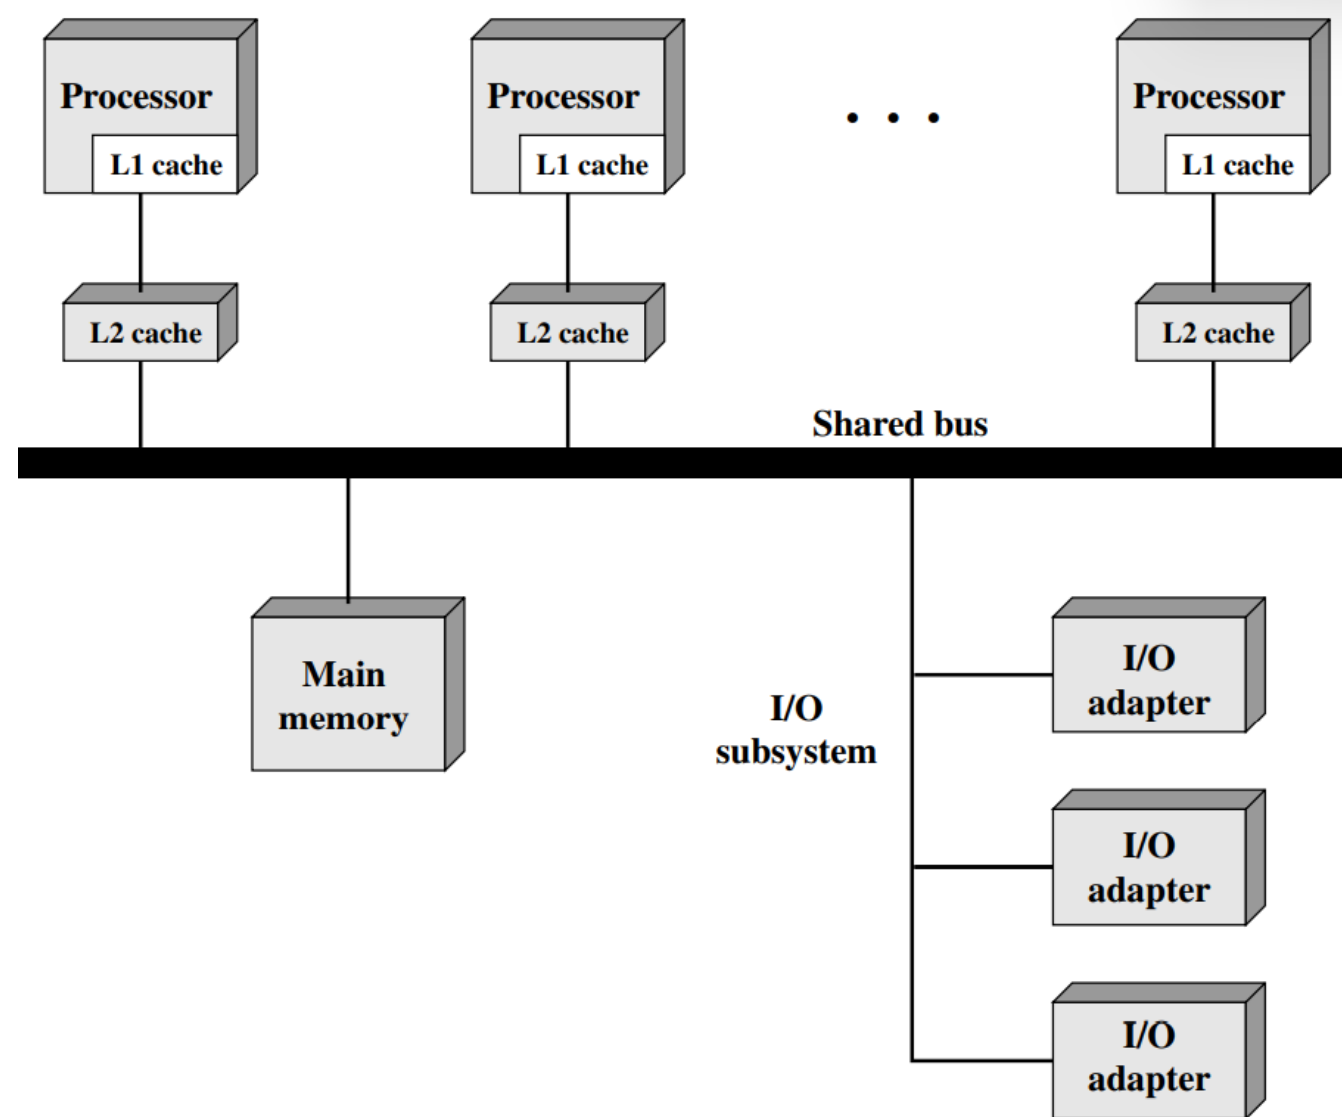 Processor
Processor
Processor
. . .
L1 cache
L1 cache
L1 cache
L2 cache
L2 cache
L2 cache
Shared bus
Main
memory
I/O
subsystem
I/O
adapter
I/O
adapter
I/O
adapter